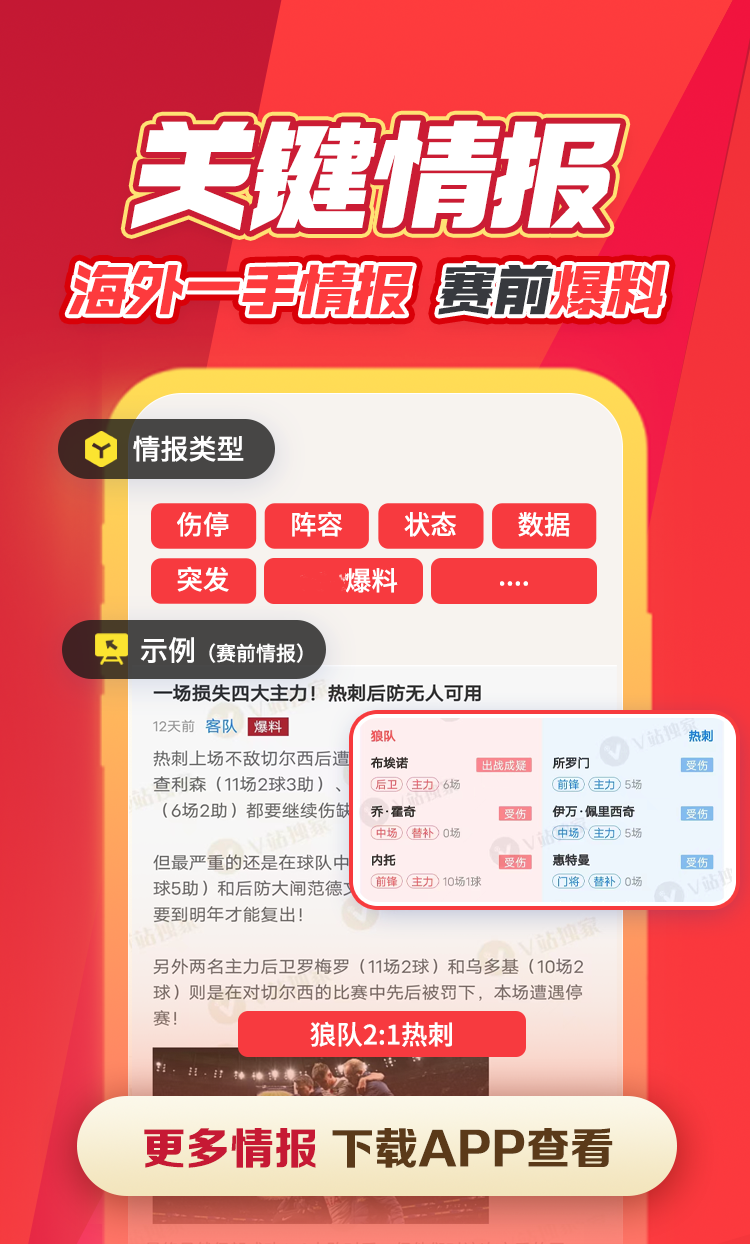 关键情报
海外一手情报 赛前爆料
情报类型
伤停 阵容 状态 数据
突发 爆料 ····
示例（赛前情报）
一场损失四大主力！热刺后防无人可用
12天前 客队 爆料
热刺上场不敌切尔西后遭
查利森（11场2球3助）、
（6场2助）都要继续伤缺
但最严重的还是在球队中
球5助）和后防大闸范德
要到明年才能复出！
另外两名主力后卫罗梅罗（11场2球）和乌多基（10场2
球）则是在对切尔西的比赛中先后被罚下，本场遭遇停
赛！
狼队 热刺
布埃诺 出战成疑
后卫 主力 6场
乔·霍奇 受伤
中场 替补 0场
内托 受伤
前锋 主力 10场1球
所罗门 受伤
前锋 主力 5场
伊万·佩里西奇 受伤
中场 主力 5场
惠特曼 受伤
门将 替补 0场
V站独家
狼队2:1热刺
更多情报 下载APP查看